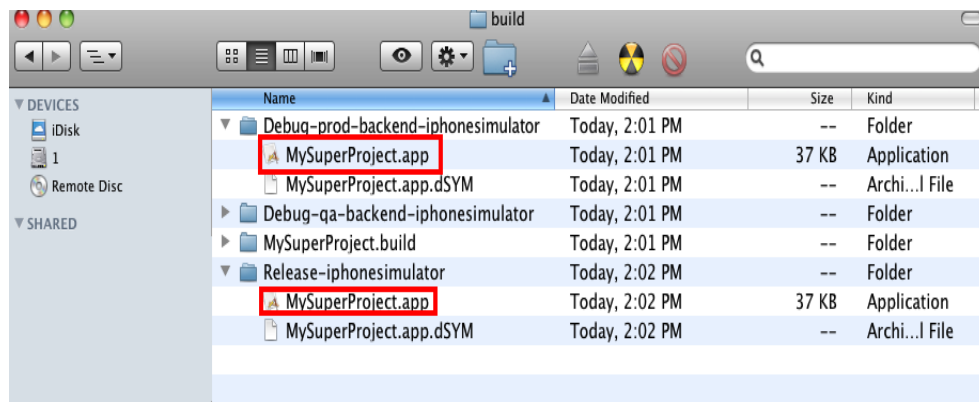 build
DEVICES
iDisk
1
Remote Disc
SHARED
Name Date Modified Size Kind
Debug-prod-backend-iphonesimulator Today, 2:01 PM -- Folder
MySuperProject.app Today, 2:01 PM 37 KB Application
MySuperProject.app.dSYM Today, 2:01 PM -- Archi...l File
Debug-qa-backend-iphonesimulator Today, 2:01 PM -- Folder
MySuperProject.build Today, 2:01 PM -- Folder
Release-iphonesimulator Today, 2:02 PM -- Folder
MySuperProject.app Today, 2:02 PM 37 KB Application
MySuperProject.app.dSYM Today, 2:02 PM -- Archi...l File